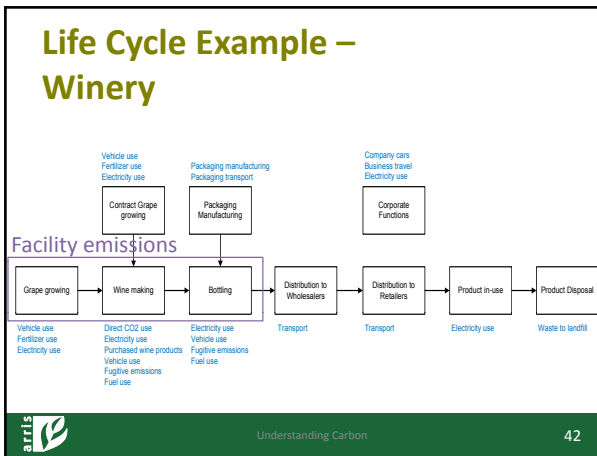 Life Cycle Example –
Winery
Vehicle use
Fertilizer use
Electricity use
Packaging manufacturing
Packaging transport
Company cars
Business travel
Electricity use
Contract Grape
growing
Packaging
Manufacturing
Corporate
Functions
Facility emissions
Grape growing
Wine making
Bottling
Distribution to
Wholesalers
Distribution to
Retailers
Product in-use
Product Disposal
Vehicle use
Fertilizer use
Electricity use
Direct CO2 use
Electricity use
Purchased wine products
Vehicle use
Fugitive emissions
Fuel use
Electricity use
Vehicle use
Fugitive emissions
Fuel use
Transport
Transport
Electricity use
Waste to landfill
arris
Understanding Carbon
42